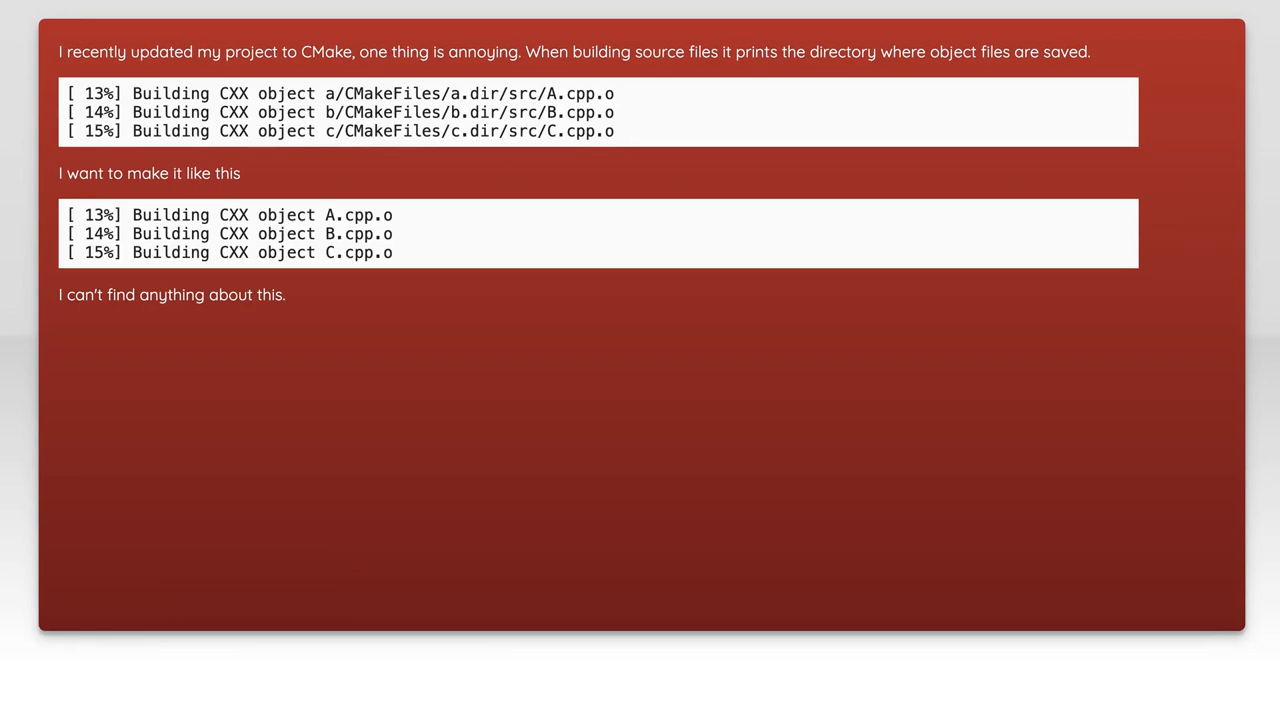 I recently updated my project to CMake, one thing is annoying. When building source files it prints the directory where object files are saved.
[ 13%] Building CXX object a/CMakeFiles/a.dir/src/A.cpp.o
[ 14%] Building CXX object b/CMakeFiles/b.dir/src/B.cpp.o
[ 15%] Building CXX object c/CMakeFiles/c.dir/src/C.cpp.o
I want to make it like this
[ 13%] Building CXX object A.cpp.o
[ 14%] Building CXX object B.cpp.o
[ 15%] Building CXX object C.cpp.o
I can't find anything about this.